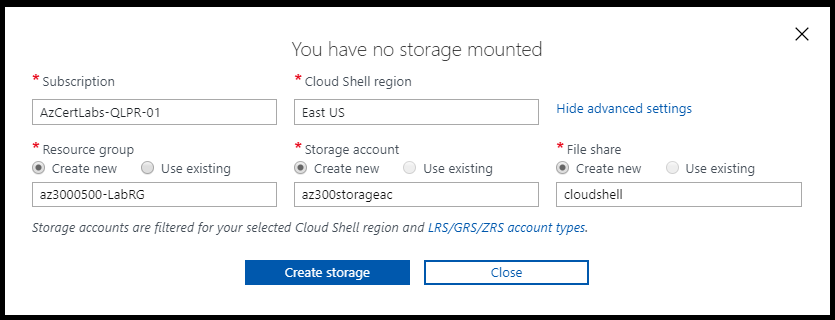 You have no storage mounted
* Subscription
* Cloud Shell region
AzCertLabs-QLPR-01
East US
Hide advanced settings
* Resource group
* Storage account
* File share
Create new Use existing
Create new Use existing
Create new Use existing
az3000500-LabRG
az300storageac
cloudshell
Storage accounts are filtered for your selected Cloud Shell region and LRS/GRS/ZRS account types.
Create storage
Close